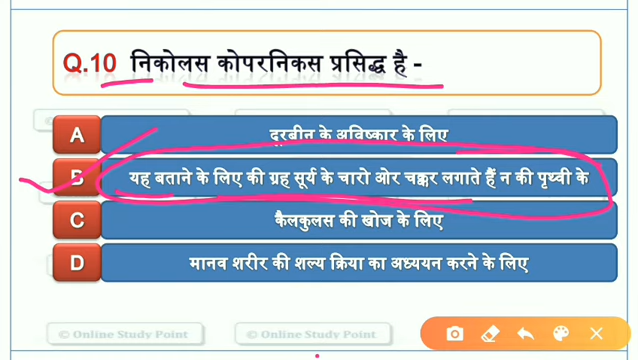 Q.10 निकोलस कोपरनिकस प्रसिद्ध है -
A दूरबीन के अविष्कार के लिए
B यह बताने के लिए की ग्रह सूर्य के चारो ओर चक्कर लगाते हैं न की पृथ्वी के
C कैलकुलस की खोज के लिए
D मानव शरीर की शल्य क्रिया का अध्ययन करने के लिए
© Online Study Point © Online Study Point